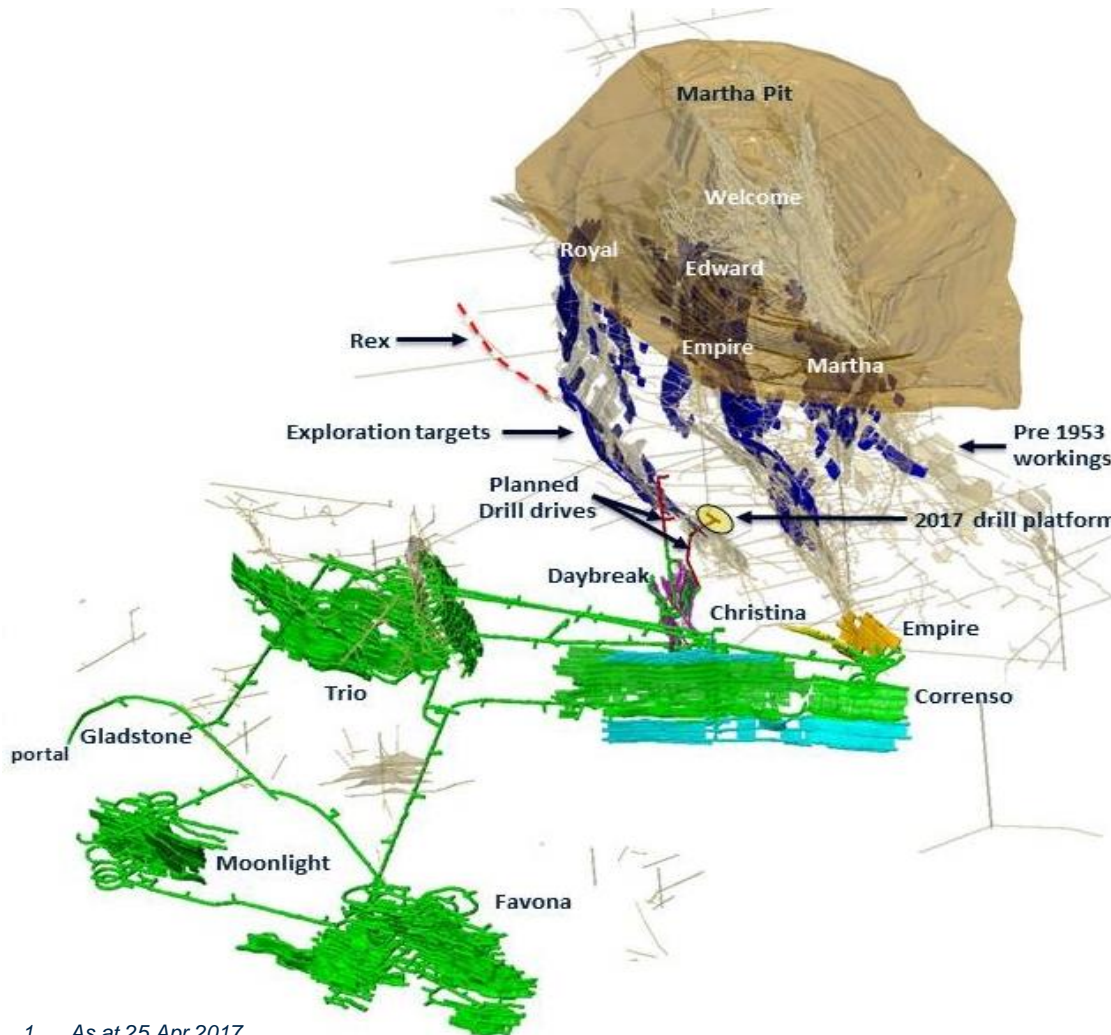 Martha Pit
Welcome
Royal
Edward
Rex
Empire
Martha
Exploration targets
Pre 1953
workings
Planned
Drill drives
2017 drill platform
Daybreak
Christina
Empire
Trio
Correnso
Gladstone
portal
Moonlight
Favona
1. As at 25 Apr 2017